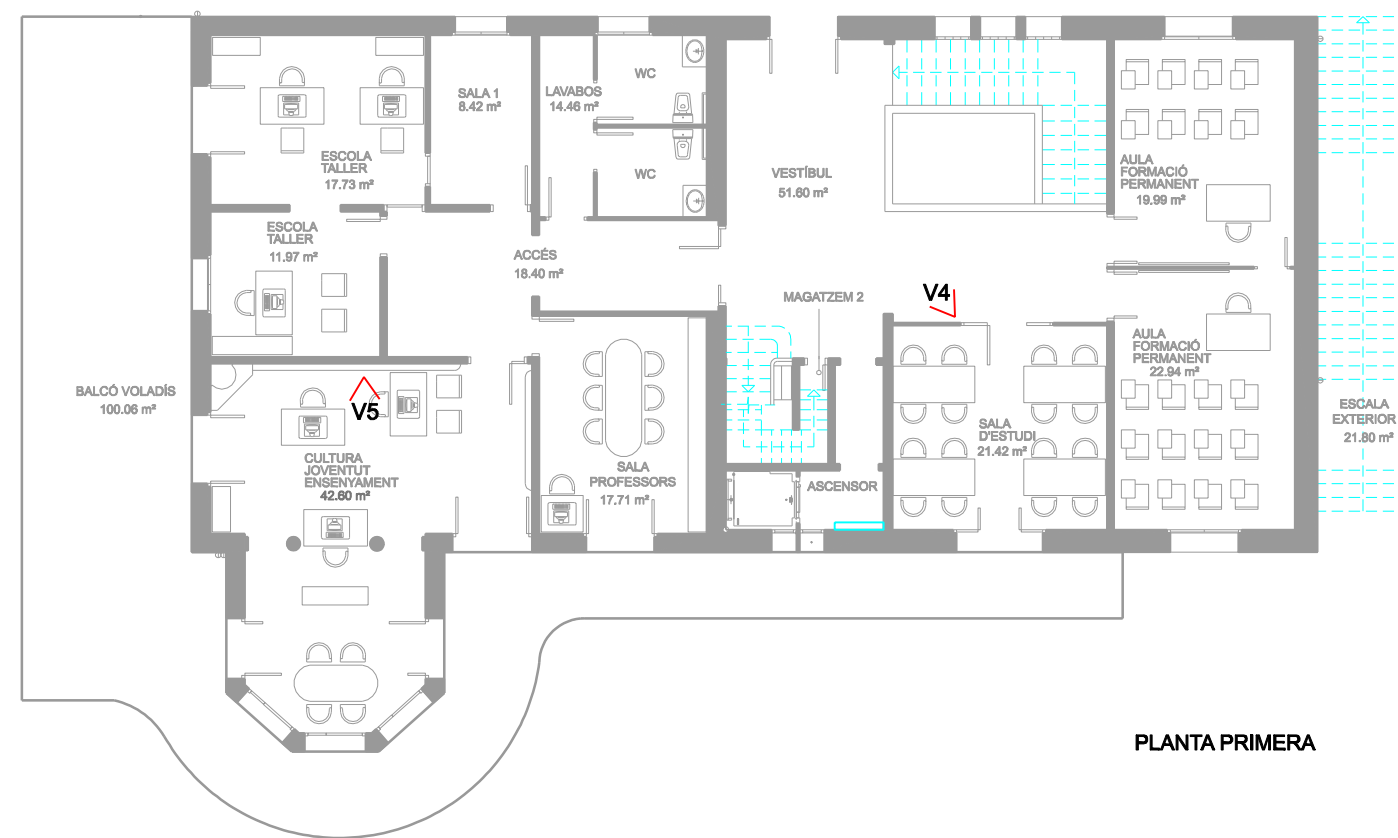 WC
SALA 1
8.42 m²
LAVABOS
14.46 m²
ESCOLA
TALLER
17.73 m²
WC
VESTÍBUL
51.60 m²
AULA
FORMACIÓ
PERMANENT
19.99 m²
ESCOLA
TALLER
11.97 m²
ACCÉS
18.40 m²
MAGATZEM 2
V4
AULA
FORMACIÓ
PERMANENT
22.94 m²
BALCÓ VOLADÍS
100.06 m²
V5
ESCALA
EXTERIOR
21.80 m²
SALA
D'ESTUDI
21.42 m²
CULTURA
JOVENTUT
ENSENYAMENT
42.60 m²
SALA
PROFESSORS
17.71 m²
ASCENSOR
PLANTA PRIMERA